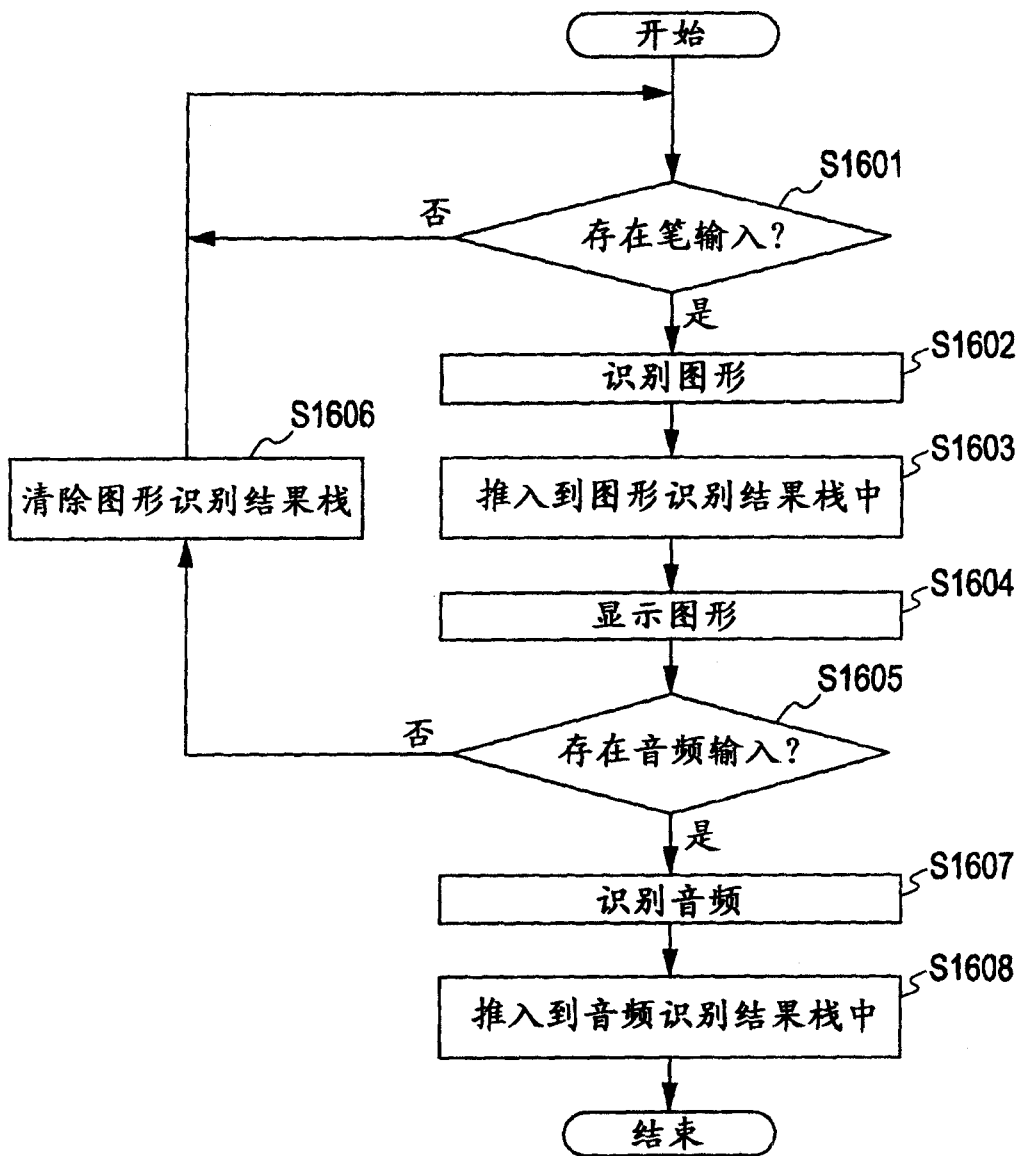 开始
S1601
否
存在笔输入?
是
S1602
识别图形
S1606
S1603
清除图形识别结果栈
推入到图形识别结果栈中
S1604
显示图形
S1605
否
存在音频输入?
是
S1607
识别音频
S1608
推入到音频识别结果栈中
结束